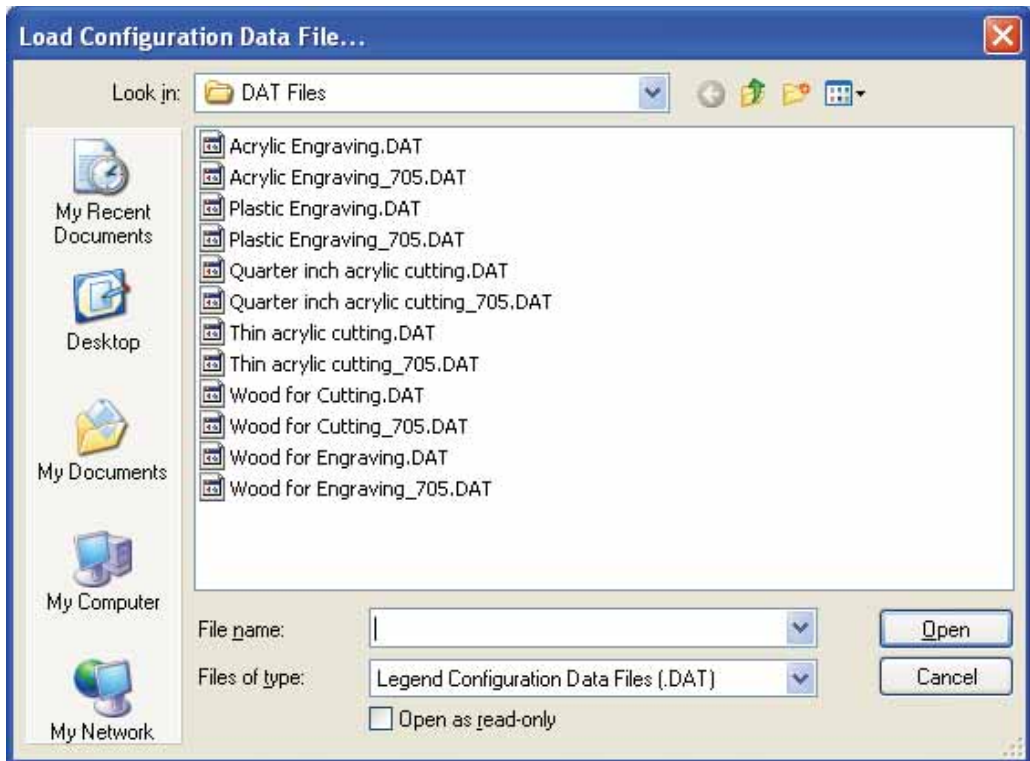 Load Configuration Data File...
Look in:
DAT Files
My Recent
Documents
Desktop
My Documents
My Computer
My Network
Acrylic Engraving.DAT
Acrylic Engraving_705.DAT
Plastic Engraving.DAT
Plastic Engraving_705.DAT
Quarter inch acrylic cutting.DAT
Quarter inch acrylic cutting_705.DAT
Thin acrylic cutting.DAT
Thin acrylic cutting_705.DAT
Wood for Cutting.DAT
Wood for Cutting_705.DAT
Wood for Engraving.DAT
Wood for Engraving_705.DAT
File name:
Open
Files of type:
Legend Configuration Data Files (.DAT)
Cancel
Open as read-only